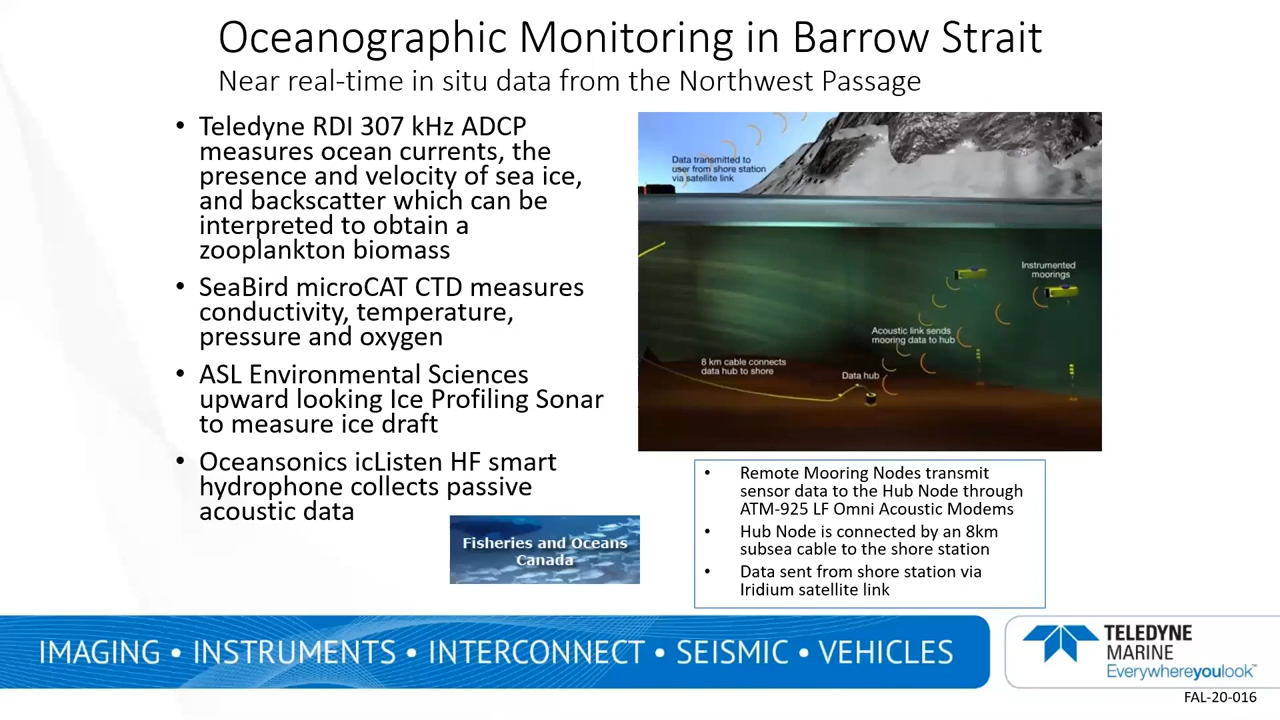 Oceanographic Monitoring in Barrow Strait
Near real-time in situ data from the Northwest Passage
• Teledyne RDI 307 kHz ADCP
measures ocean currents, the
presence and velocity of sea ice,
and backscatter which can be
interpreted to obtain a
zooplankton biomass
• SeaBird microCAT CTD measures
conductivity, temperature,
pressure and oxygen
• ASL Environmental Sciences
upward looking Ice Profiling Sonar
to measure ice draft
• Oceansonics icListen HF smart
hydrophone collects passive
acoustic data
Fisheries and Oceans
Canada
Data transmitted to
user from shore station
via satellite link
Instrumented
moorings
Acoustic link sends
mooring data to hub
8 km cable connects
data hub to shore
Data hub
• Remote Mooring Nodes transmit
sensor data to the Hub Node through
ATM-925 LF Omni Acoustic Modems
• Hub Node is connected by an 8km
subsea cable to the shore station
• Data sent from shore station via
Iridium satellite link
IMAGING • INSTRUMENTS • INTERCONNECT • SEISMIC • VEHICLES
TELEDYNE
MARINE
Everywhereyoulook™
FAL-20-016